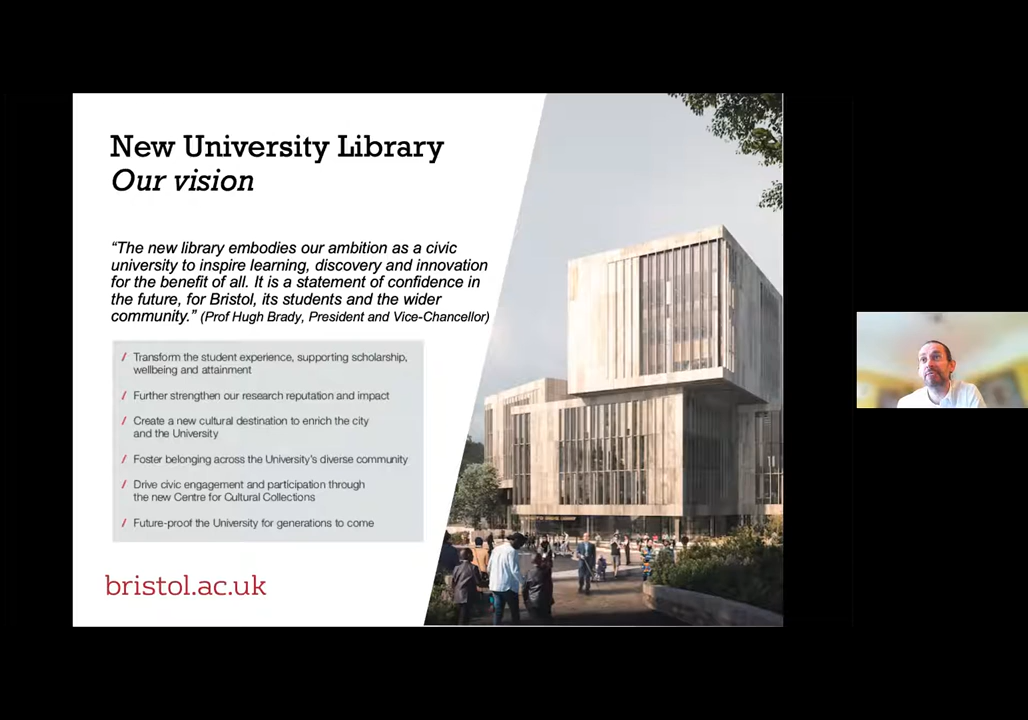 New University Library
Our vision
“The new library embodies our ambition as a civic
university to inspire learning, discovery and innovation
for the benefit of all. It is a statement of confidence in
the future, for Bristol, its students and the wider
community.” (Prof Hugh Brady, President and Vice-Chancellor)
/ Transform the student experience, supporting scholarship,
wellbeing and attainment
/ Further strengthen our research reputation and impact
/ Create a new cultural destination to enrich the city
and the University
/ Foster belonging across the University’s diverse community
/ Drive civic engagement and participation through
the new Centre for Cultural Collections
/ Future-proof the University for generations to come
bristol.ac.uk